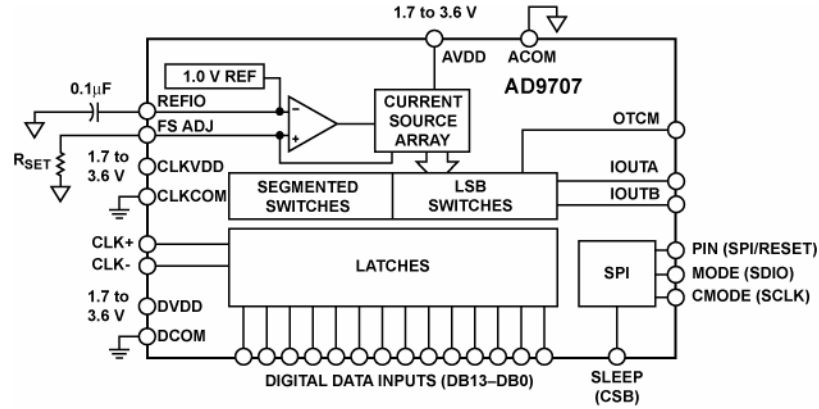 1.7 to 3.6 V
AVDD
ACOM
1.0 V REF
AD9707
0.1µF
REFIO
CURRENT
SOURCE
ARRAY
FS ADJ
OTCM
RSET
1.7 to
3.6 V
CLKVDD
CLKCOM
SEGMENTED
SWITCHES
LSB
SWITCHES
IOUTA
IOUTB
CLK+
CLK-
LATCHES
SPI
PIN (SPI/RESET)
MODE (SDIO)
CMODE (SCLK)
1.7 to
3.6 V
DVDD
DCOM
DIGITAL DATA INPUTS (DB13–DB0)
SLEEP
(CSB)
−
+